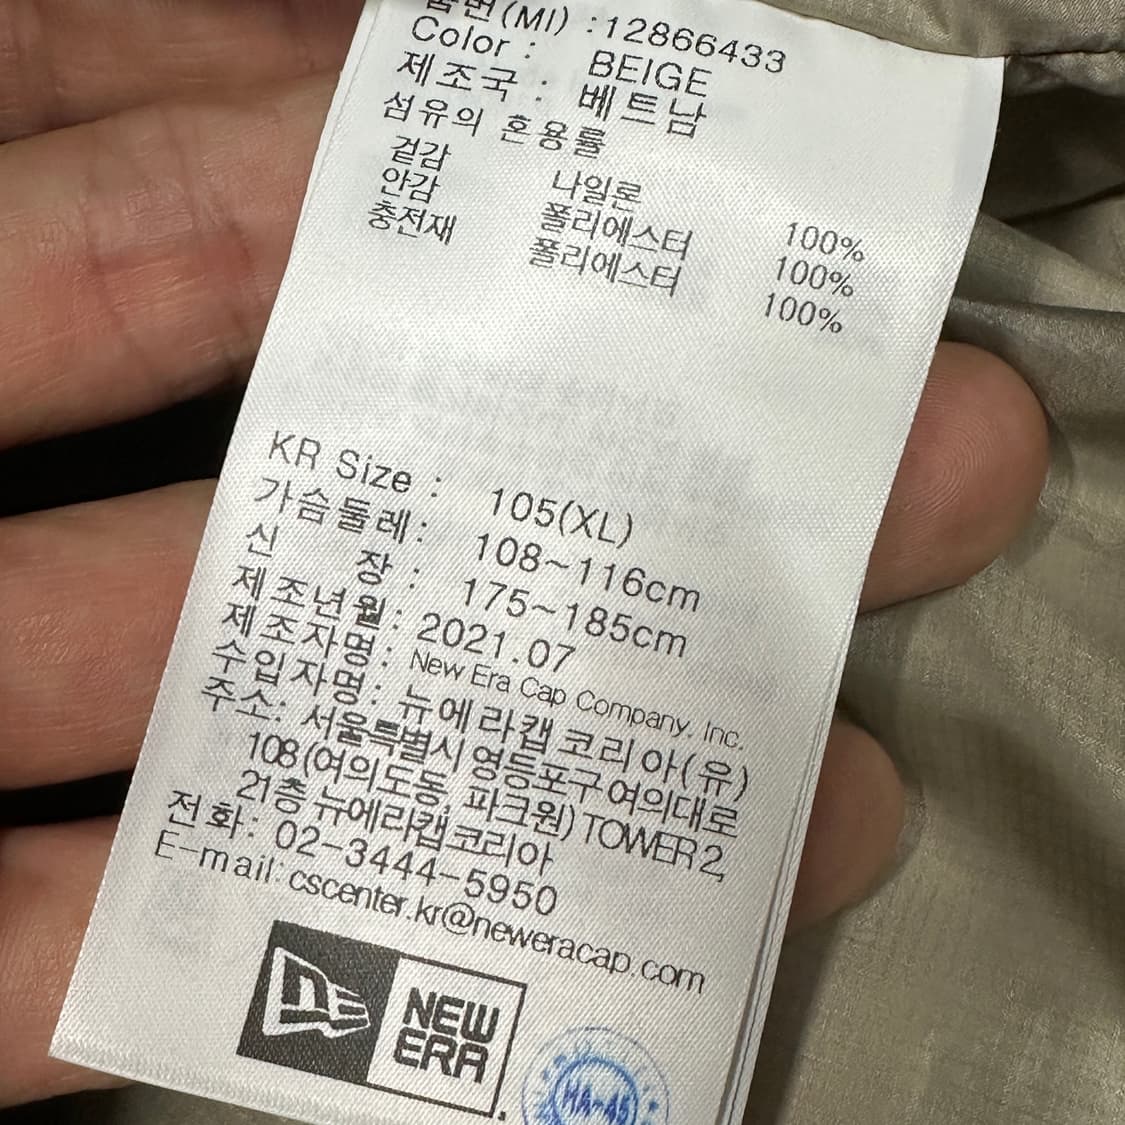 품번(MI) :12866433
Color : BEIGE
제조국 : 베트남
섬유의 혼용률
겉감 나일론 100%
안감 폴리에스터 100%
충전재 폴리에스터 100%
KR Size : 105(XL)
가슴둘레: 108~116cm
신 장 : 175~185cm
제조년월: 2021.07
제조자명: New Era Cap Company, Inc.
수입자명: 뉴에라캡코리아(유)
주소: 서울특별시 영등포구 여의대로
108(여의도동, 파크원) TOWER 2,
21층 뉴에라캡코리아
전화: 02-3444-5950
E-mail: cscenter.kr@neweracap.com
NEW
ERA
HA-45